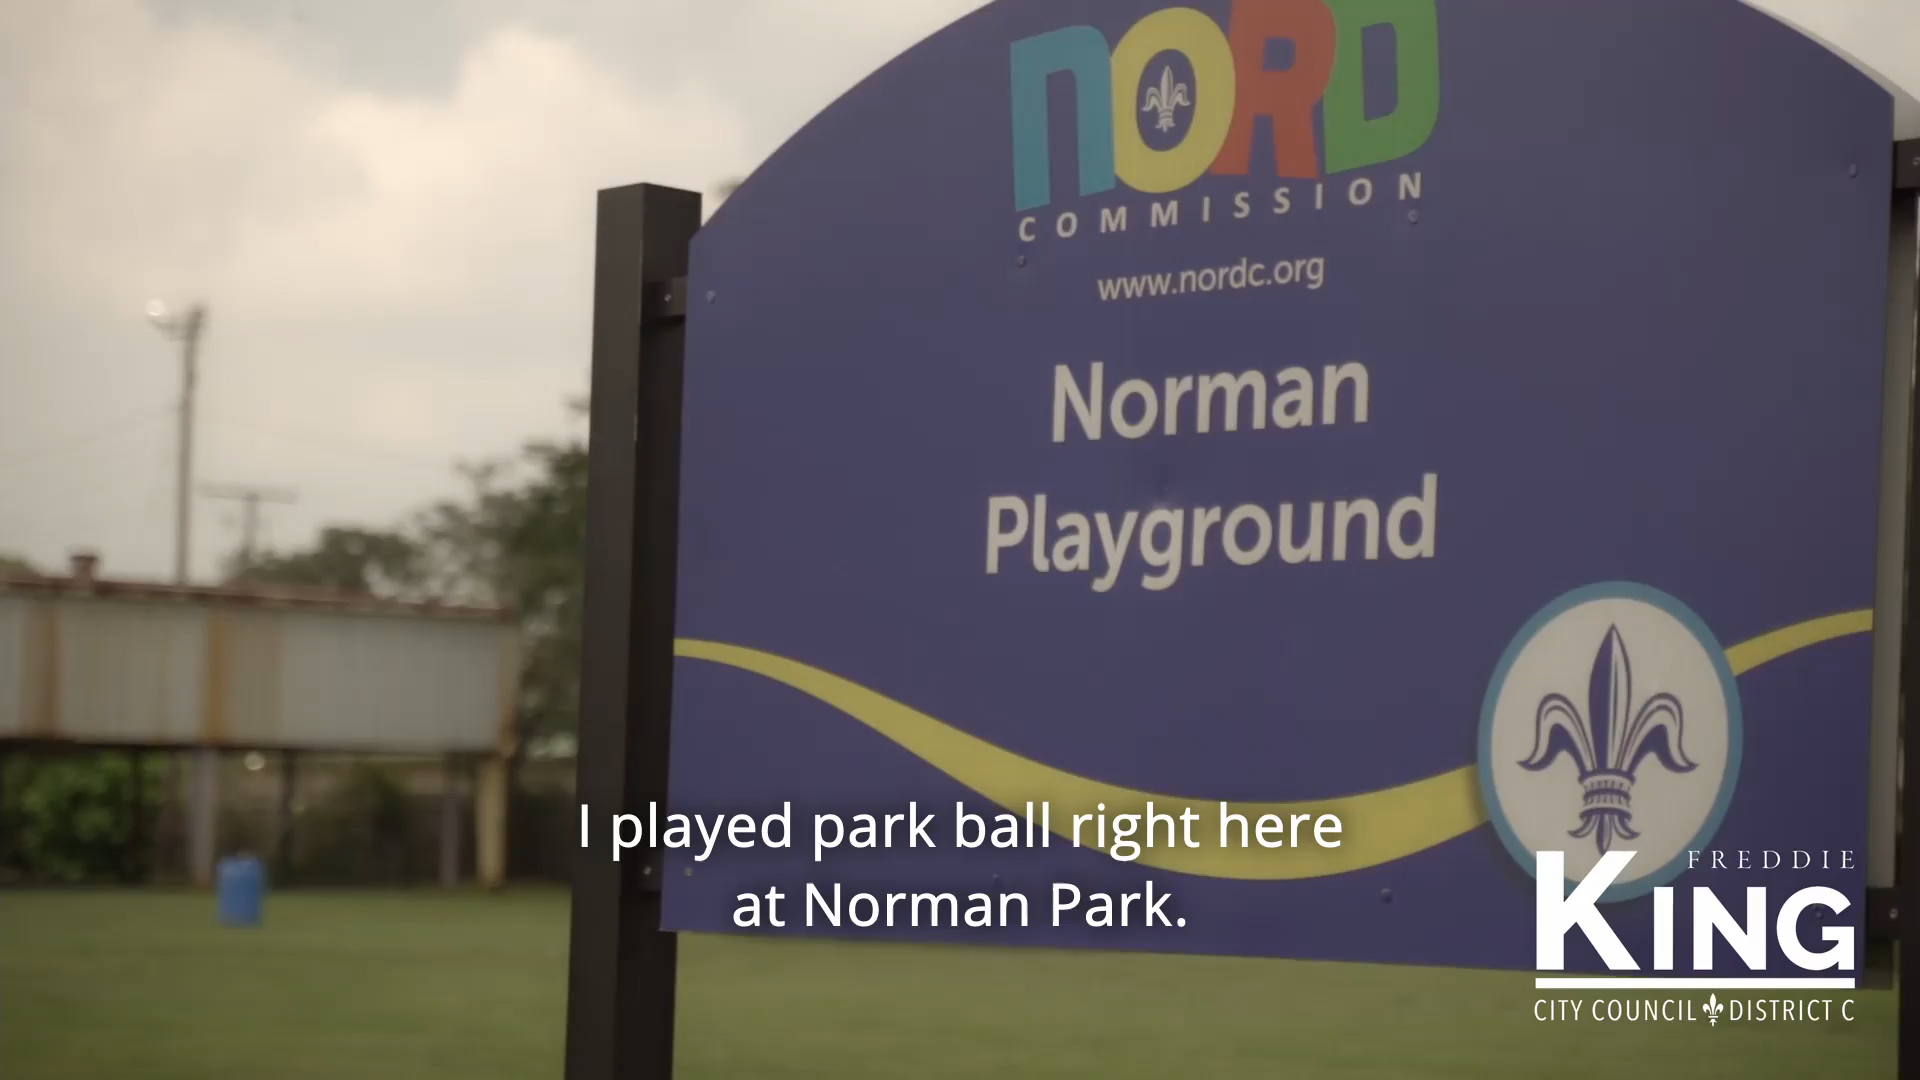 NORD
COMMISSION
www.nordc.org
Norman
Playground
I played park ball right here
at Norman Park.
FREDDIE
KING
CITY COUNCIL DISTRICT C